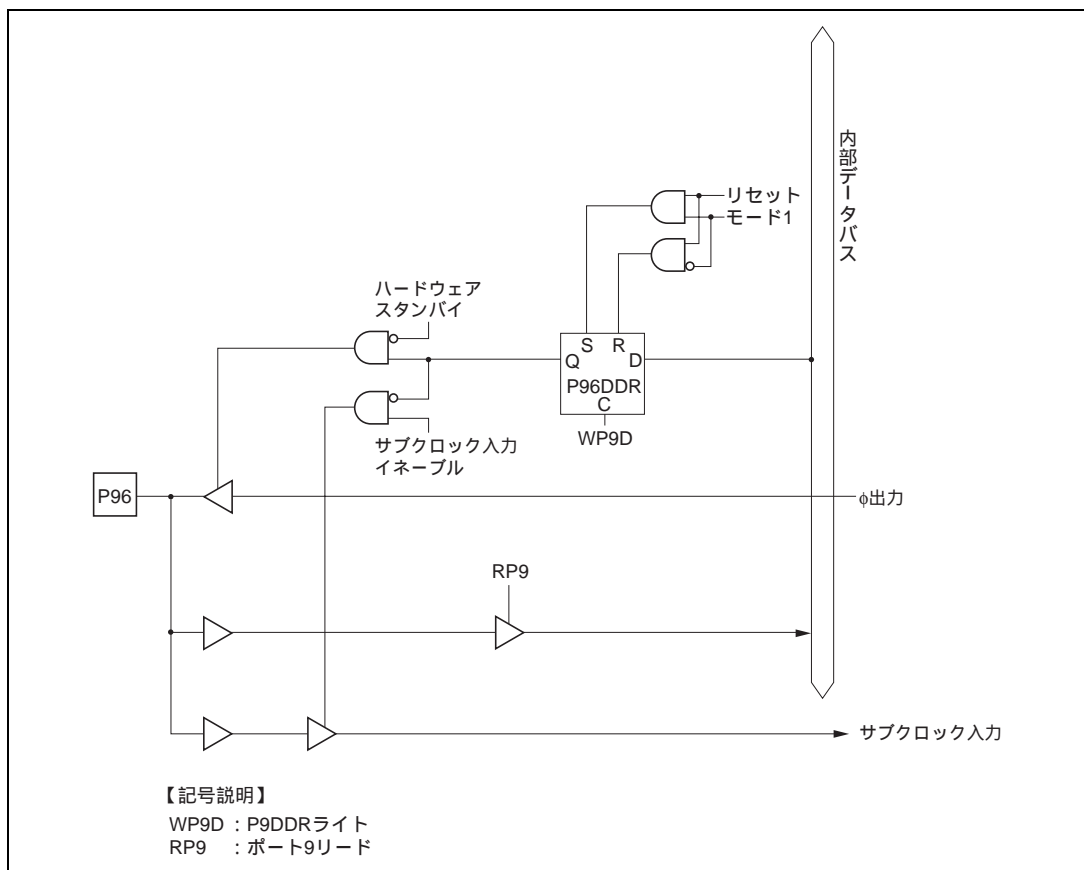 内部データバス
リセット
モード1
ハードウェア
スタンバイ
S R
Q D
P96DDR
C
WP9D
サブクロック入力
イネーブル
P96
φ出力
RP9
サブクロック入力
【記号説明】
WP9D : P9DDRライト
RP9 : ポート9リード